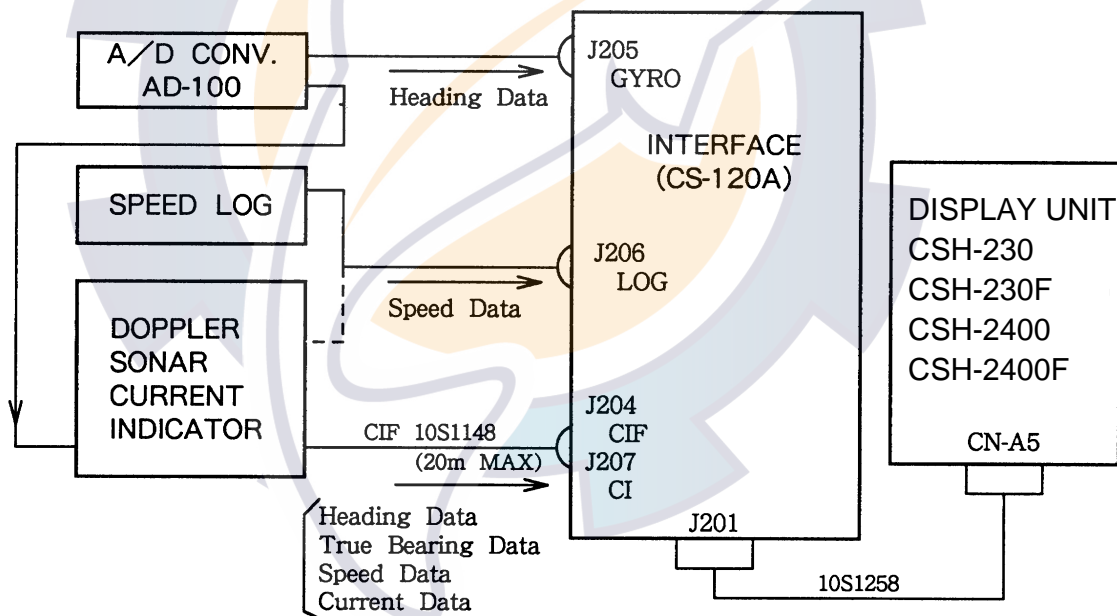 A/D CONV.
AD-100
Heading Data
J205
GYRO
INTERFACE
(CS-120A)
SPEED LOG
J206
LOG
Speed Data
DOPPLER
SONAR
CURRENT
INDICATOR
CIF 10S1148
(20m MAX)
J204
CIF
J207
CI
Heading Data
True Bearing Data
Speed Data
Current Data
J201
DISPLAY UNIT
CSH-230
CSH-230F
CSH-2400
CSH-2400F
CN-A5
10S1258